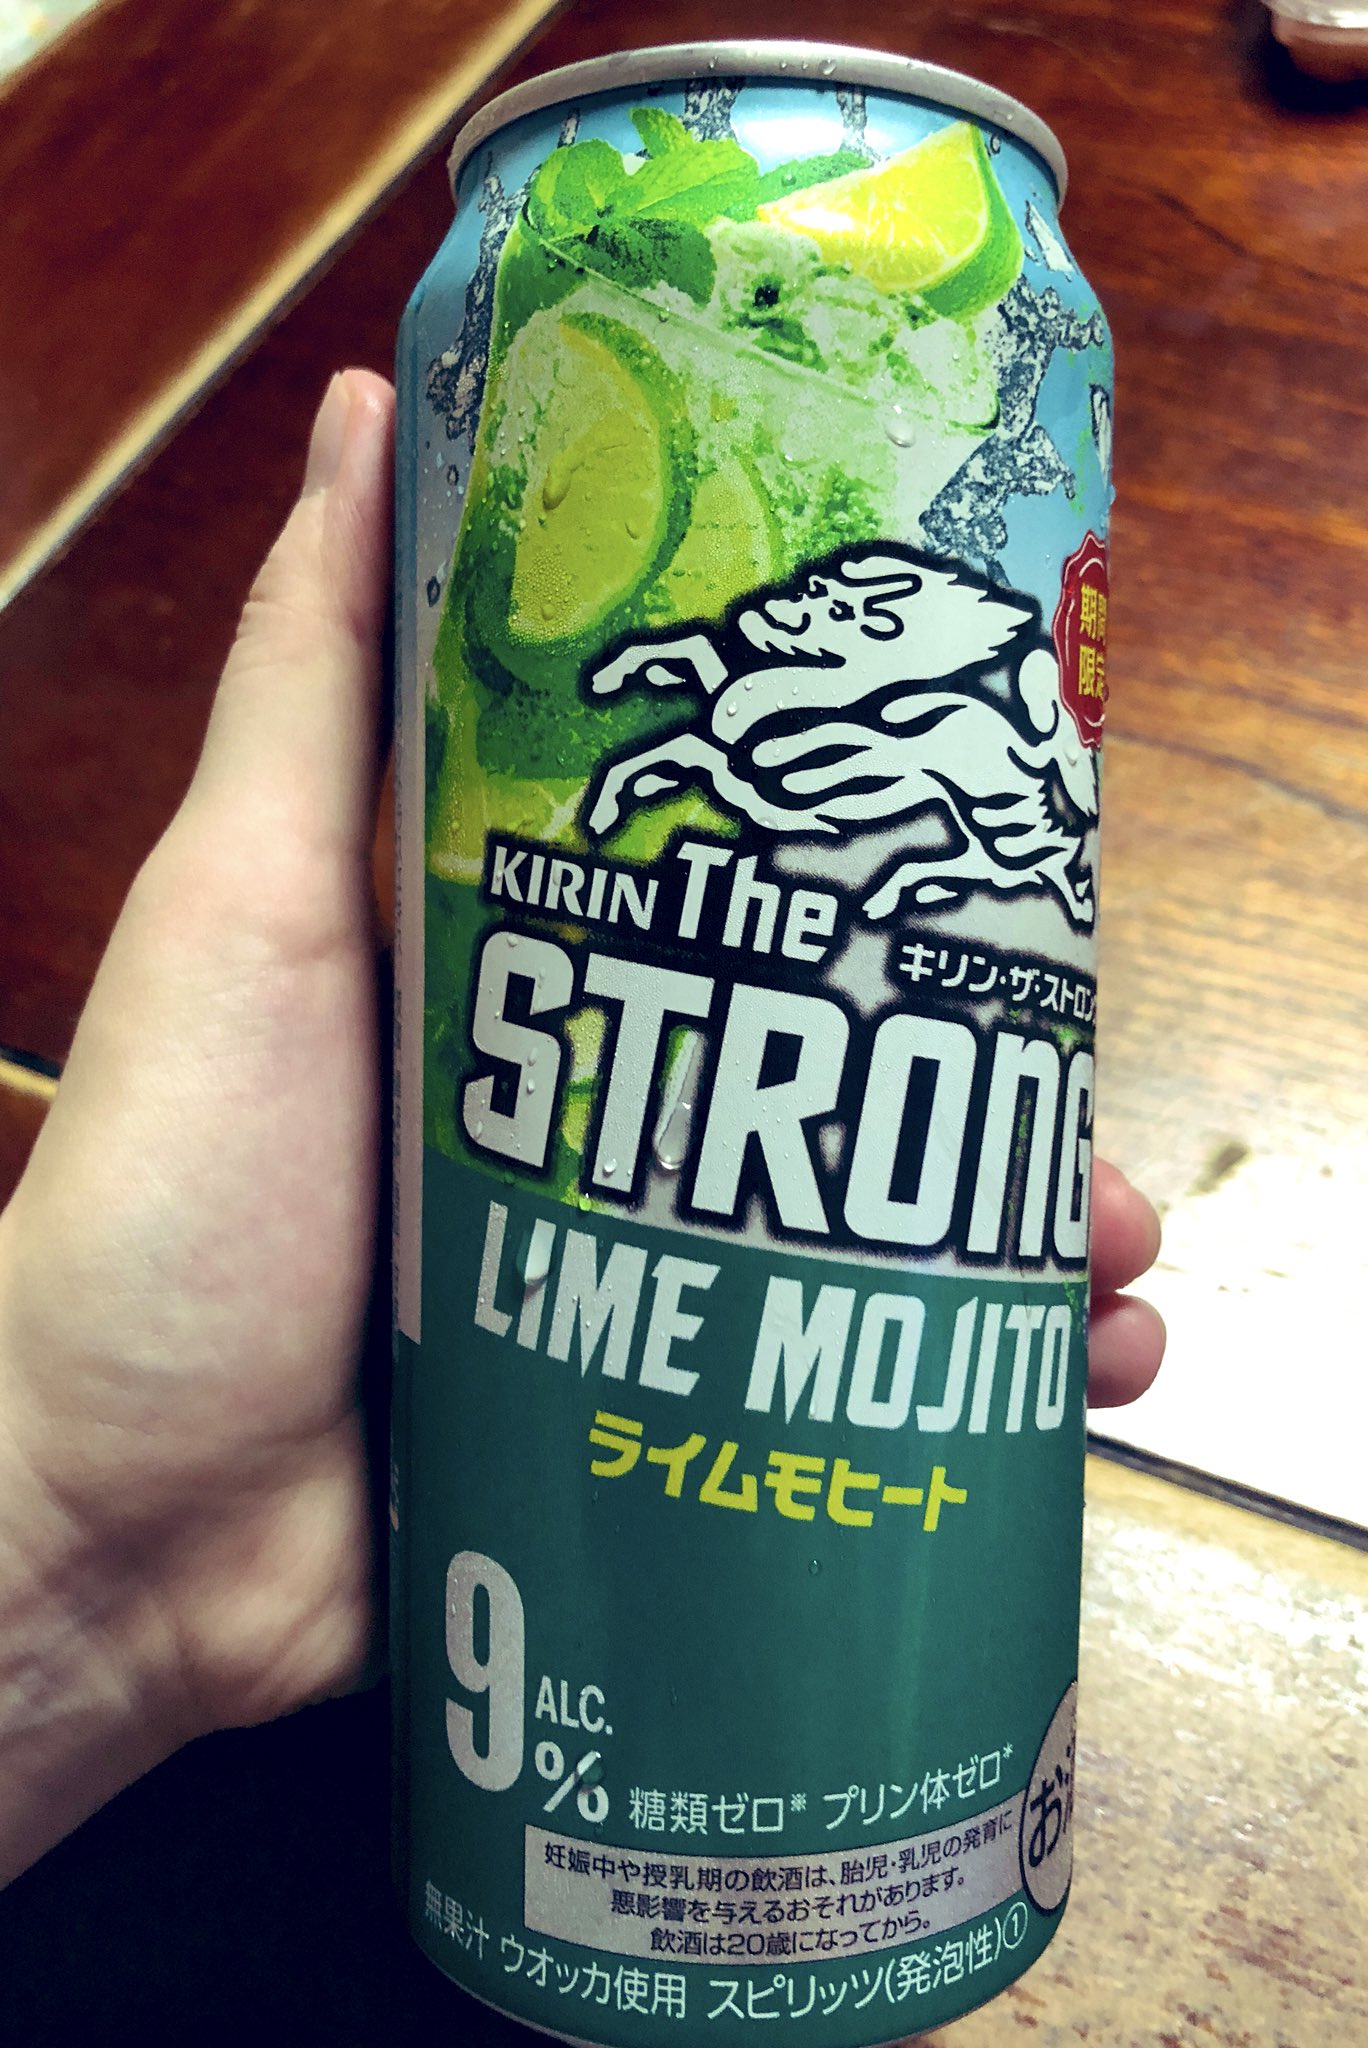 期間
限定
KIRIN The
キリン・ザ・ストロン
STRONG
LIME MOJITO
ライムモヒート
9 ALC.
%
糖類ゼロ※ プリン体ゼロ*
お酒
妊娠中や授乳期の飲酒は、胎児・乳児の発育に
悪影響を与えるおそれがあります。
飲酒は20歳になってから。
無果汁 ウオッカ使用 スピリッツ(発泡性)①